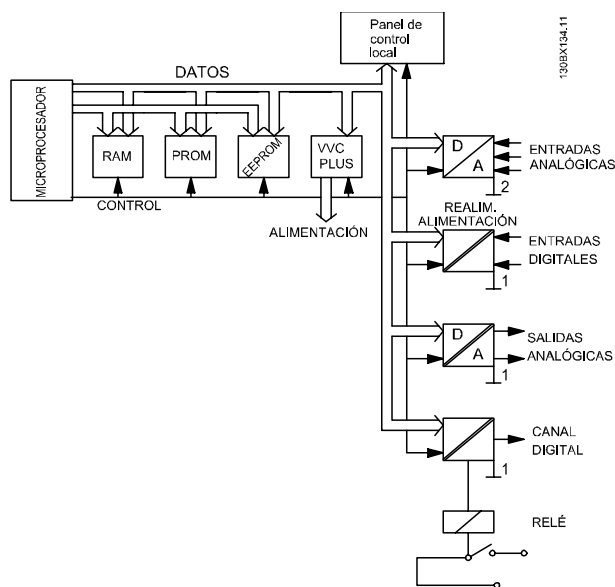 Panel de
control
local
130BX134.11
DATOS
MICROPROCESADOR
RAM
PROM
EEPROM
VVC
PLUS
CONTROL
ALIMENTACIÓN
D
A
ENTRADAS
ANALÓGICAS
2
REALIM.
ALIMENTACIÓN
ENTRADAS
DIGITALES
1
D
A
SALIDAS
ANALÓGICAS
1
CANAL
DIGITAL
1
RELÉ